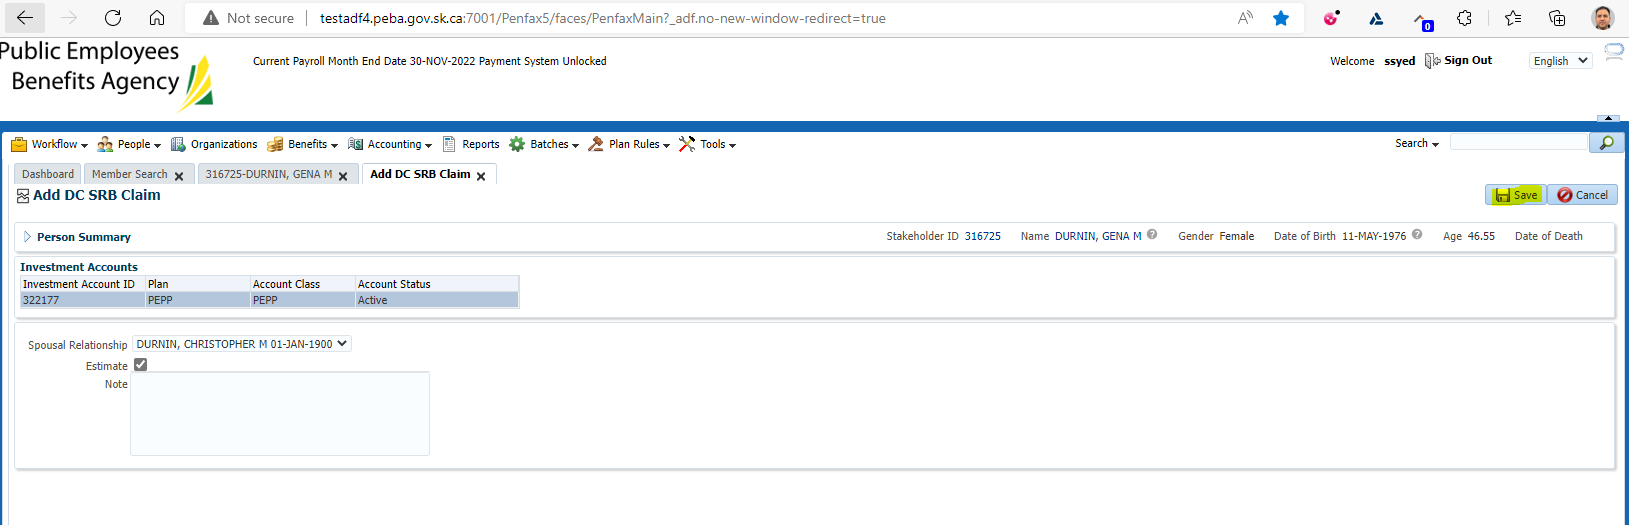 Not secure testadf4.peba.gov.sk.ca:7001/Penfax5/faces/PenfaxMain?_adf.no-new-window-redirect=true
0
Public Employees
Benefits Agency
Current Payroll Month End Date 30-NOV-2022 Payment System Unlocked
Welcome ssyed Sign Out English
Workflow People Organizations Benefits Accounting Reports Batches Plan Rules Tools Search
Dashboard Member Search 316725-DURNIN, GENA M Add DC SRB Claim
Add DC SRB Claim Save Cancel
Person Summary Stakeholder ID 316725 Name DURNIN, GENA M Gender Female Date of Birth 11-MAY-1976 Age 46.55 Date of Death
Investment Accounts
Investment Account ID Plan Account Class Account Status
322177 PEPP PEPP Active
Spousal Relationship DURNIN, CHRISTOPHER M 01-JAN-1900
Estimate
Note